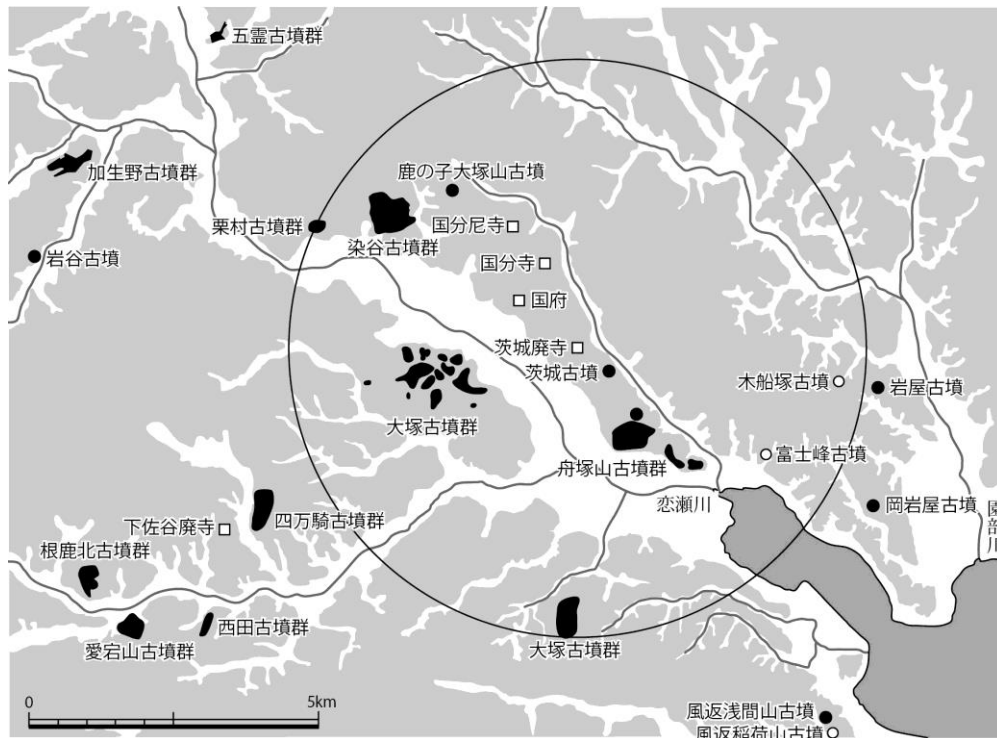 五霊古墳群
加生野古墳群
鹿の子大塚山古墳
栗村古墳群
国分尼寺
染谷古墳群
岩谷古墳
国分寺
国府
茨城廃寺
茨城古墳
木船塚古墳
岩屋古墳
大塚古墳群
富士峰古墳
舟塚山古墳群
恋瀬川
岡岩屋古墳
園部川
四万騎古墳群
下佐谷廃寺
根鹿北古墳群
西田古墳群
愛宕山古墳群
大塚古墳群
0
5km
風返浅間山古墳
風返稲荷山古墳